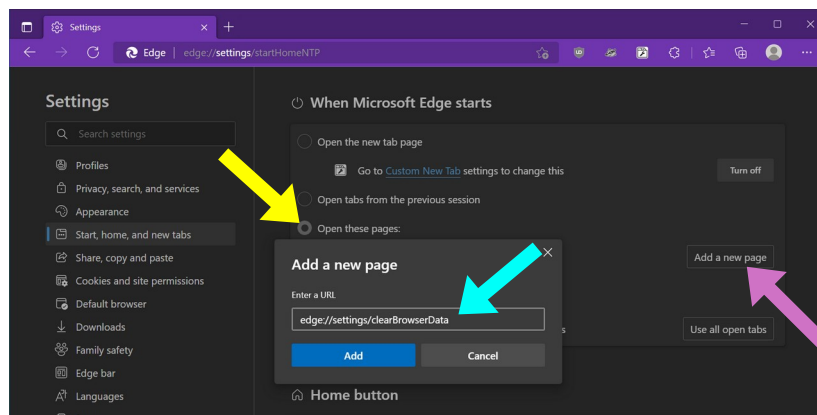 Settings
Edge | edge://settings/startHomeNTP
Settings
Search settings
Profiles
Privacy, search, and services
Appearance
Start, home, and new tabs
Share, copy and paste
Cookies and site permissions
Default browser
Downloads
Family safety
Edge bar
Languages
When Microsoft Edge starts
Open the new tab page
Go to Custom New Tab settings to change this
Turn off
Open tabs from the previous session
Open these pages:
Add a new page
Add a new page
Enter a URL
edge://settings/clearBrowserData
Add
Cancel
Use all open tabs
Home button